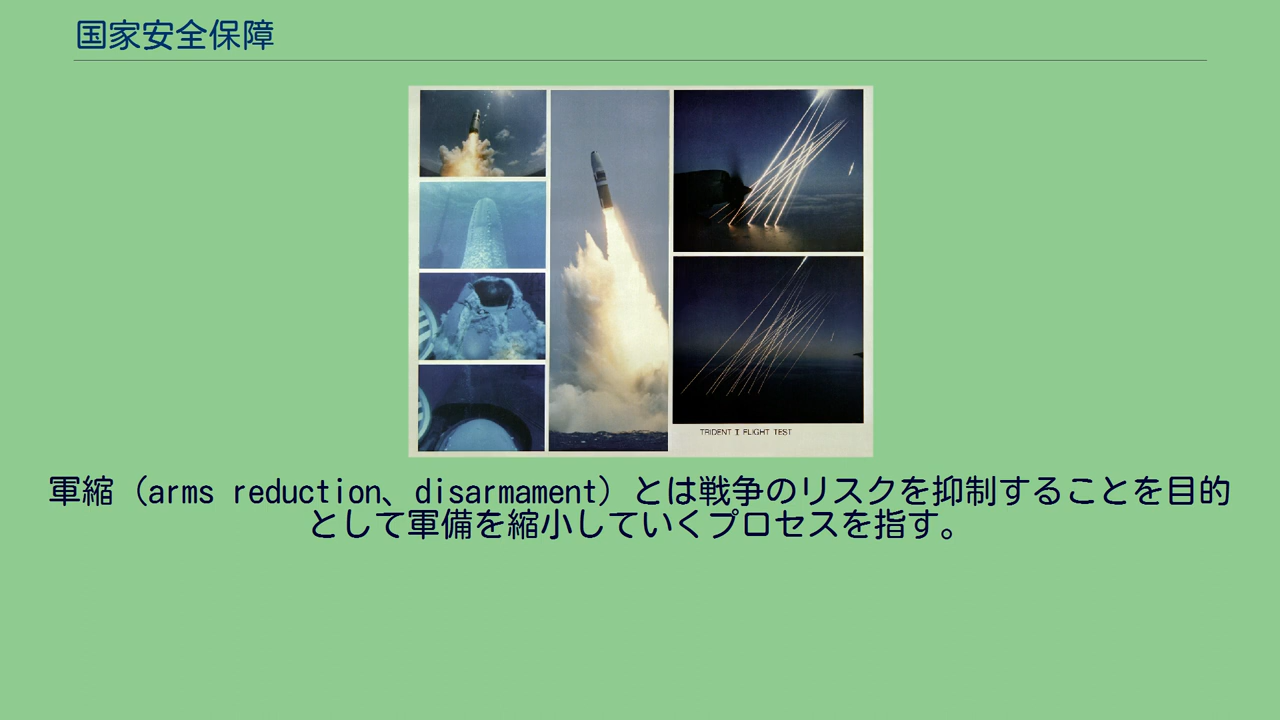 国家安全保障
TRIDENT I FLIGHT TEST
軍縮（arms reduction、disarmament）とは戦争のリスクを抑制することを目的
として軍備を縮小していくプロセスを指す。